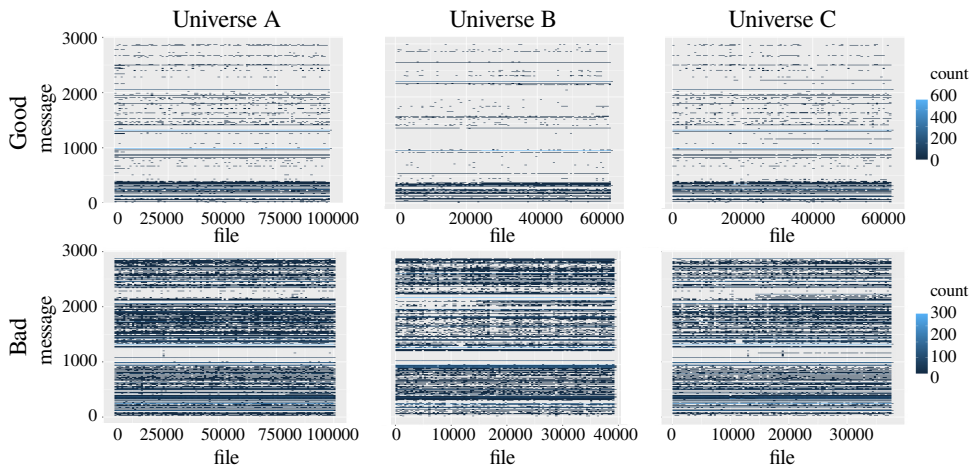 Universe A
Universe B
Universe C
Good
message
3000
2000
1000
0
0 25000 50000 75000 100000
file
0 20000 40000 60000
file
0 20000 40000 60000
file
count
600
400
200
0
Bad
message
3000
2000
1000
0
0 25000 50000 75000 100000
file
0 10000 20000 30000 40000
file
0 10000 20000 30000
file
count
300
200
100
0